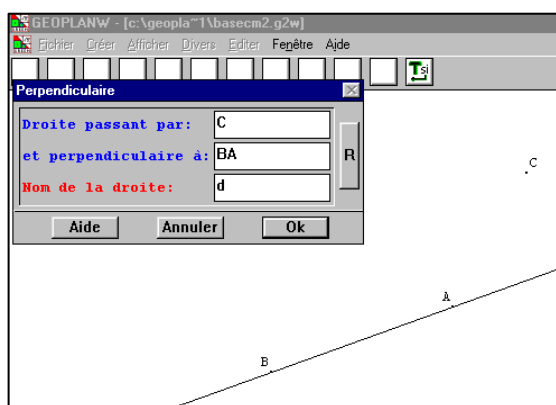 GEOPLANW - [c:\geopla~1\basecm2.g2w]
Fichier Créer Afficher Divers Editer Fenêtre Ajde
Tsi
Perpendiculaire
Droite passant par: C
et perpendiculaire à: BA
R
Nom de la droite: d
Aide Annuler Ok
C
A
B